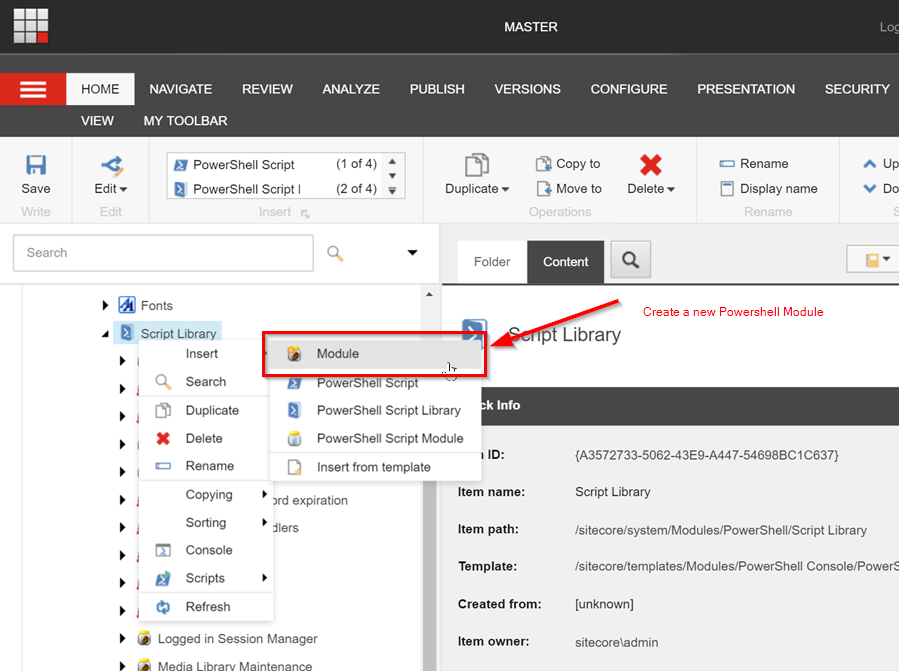 MASTER
HOME NAVIGATE REVIEW ANALYZE PUBLISH VERSIONS CONFIGURE PRESENTATION SECURITY
VIEW MY TOOLBAR
PowerShell Script (1 of 4)
PowerShell Script (2 of 4)
Save Edit Duplicate Copy to Move to Delete Rename Display name
Write Edit Insert Operations Rename
Search
Folder Content
Fonts
Script Library
Create a new Powershell Module
Script Library
Insert
Module
Search
PowerShell Script
Duplicate
PowerShell Script Library
Delete
PowerShell Script Module
Rename
Insert from template
Copying
expiration
Sorting
Console
Scripts
Refresh
Logged in Session Manager
Media Library Maintenance
Info
ID: {A3572733-5062-43E9-A447-54698BC1C637}
Item name: Script Library
Item path: /sitecore/system/Modules/PowerShell/Script Library
Template: /sitecore/templates/Modules/PowerShell Console/PowerS
Created from: [unknown]
Item owner: sitecore\admin